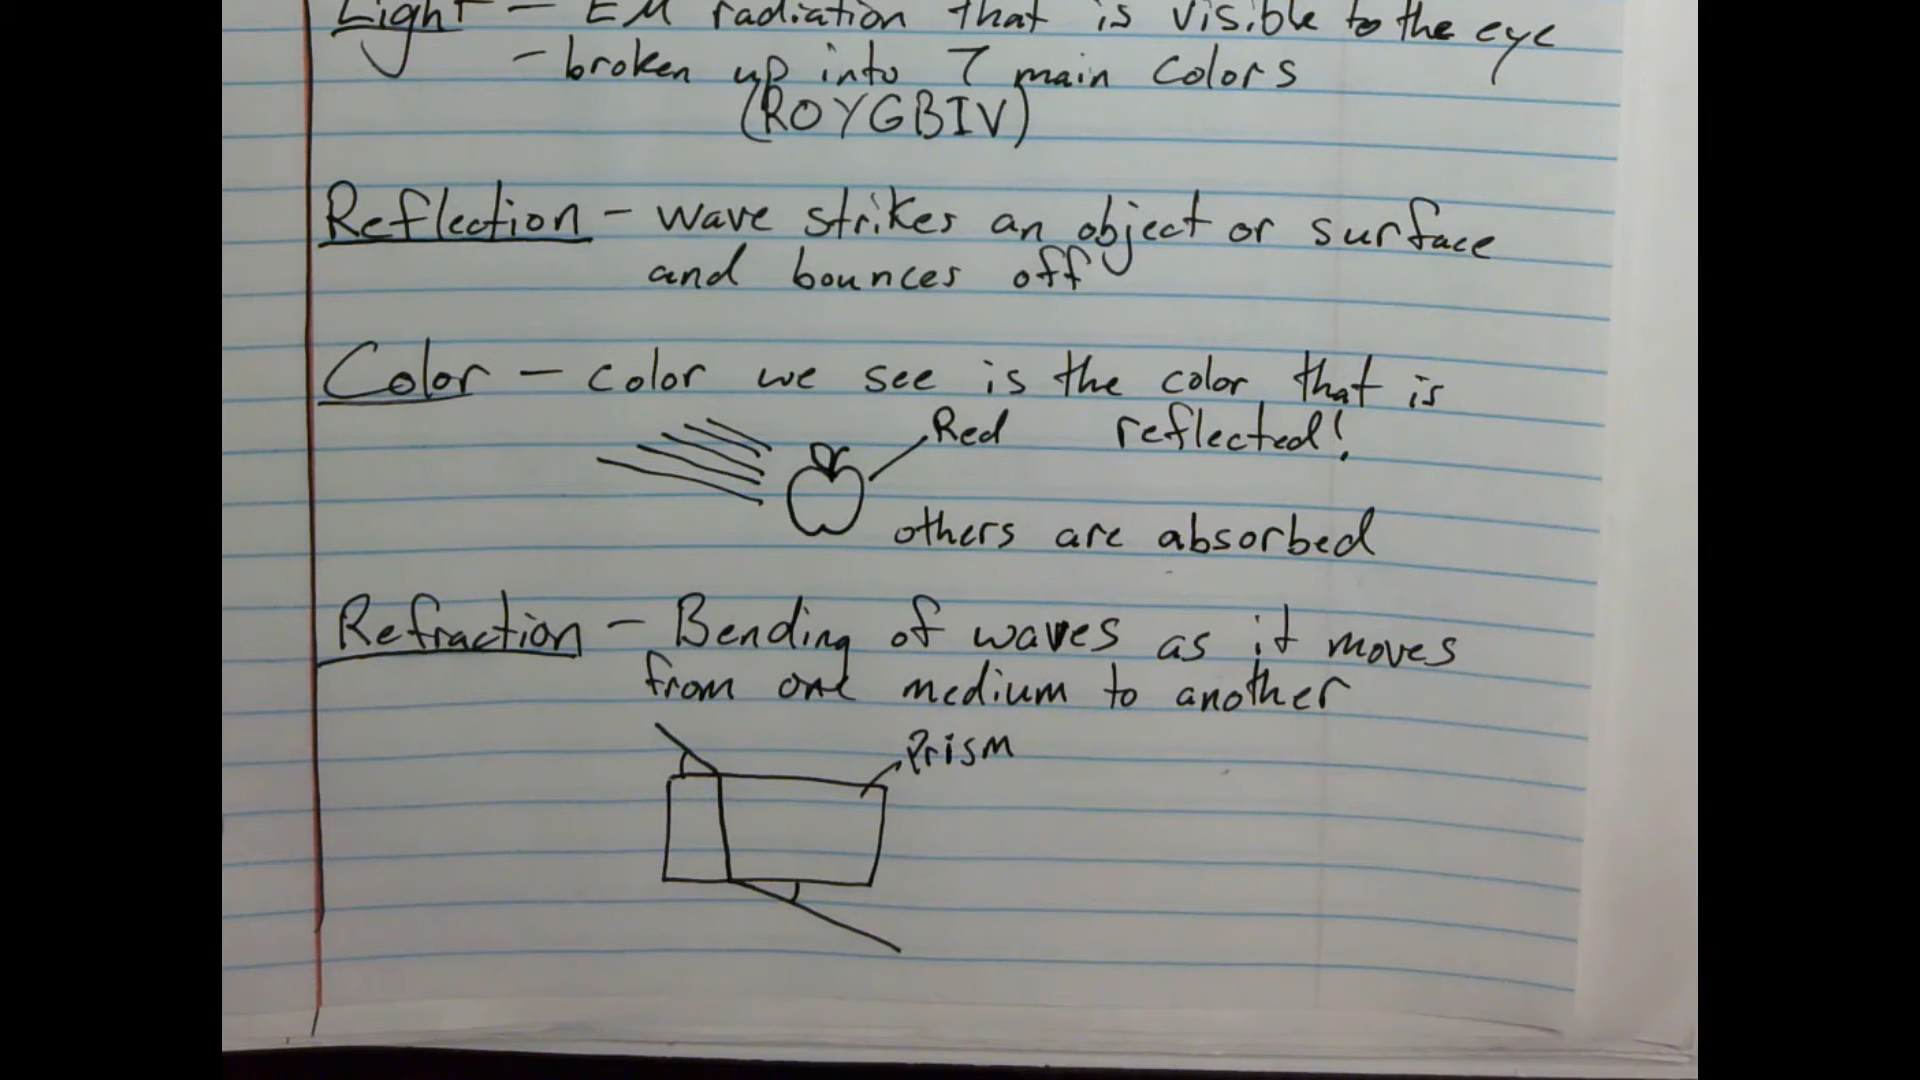 Light - EM radiation that is visible to the eye
- broken up into 7 main colors
(ROYGBIV)
Reflection - wave strikes an object or surface
and bounces off
Color - color we see is the color that is
reflected!
Red
others are absorbed
Refraction - Bending of waves as it moves
from one medium to another
Prism